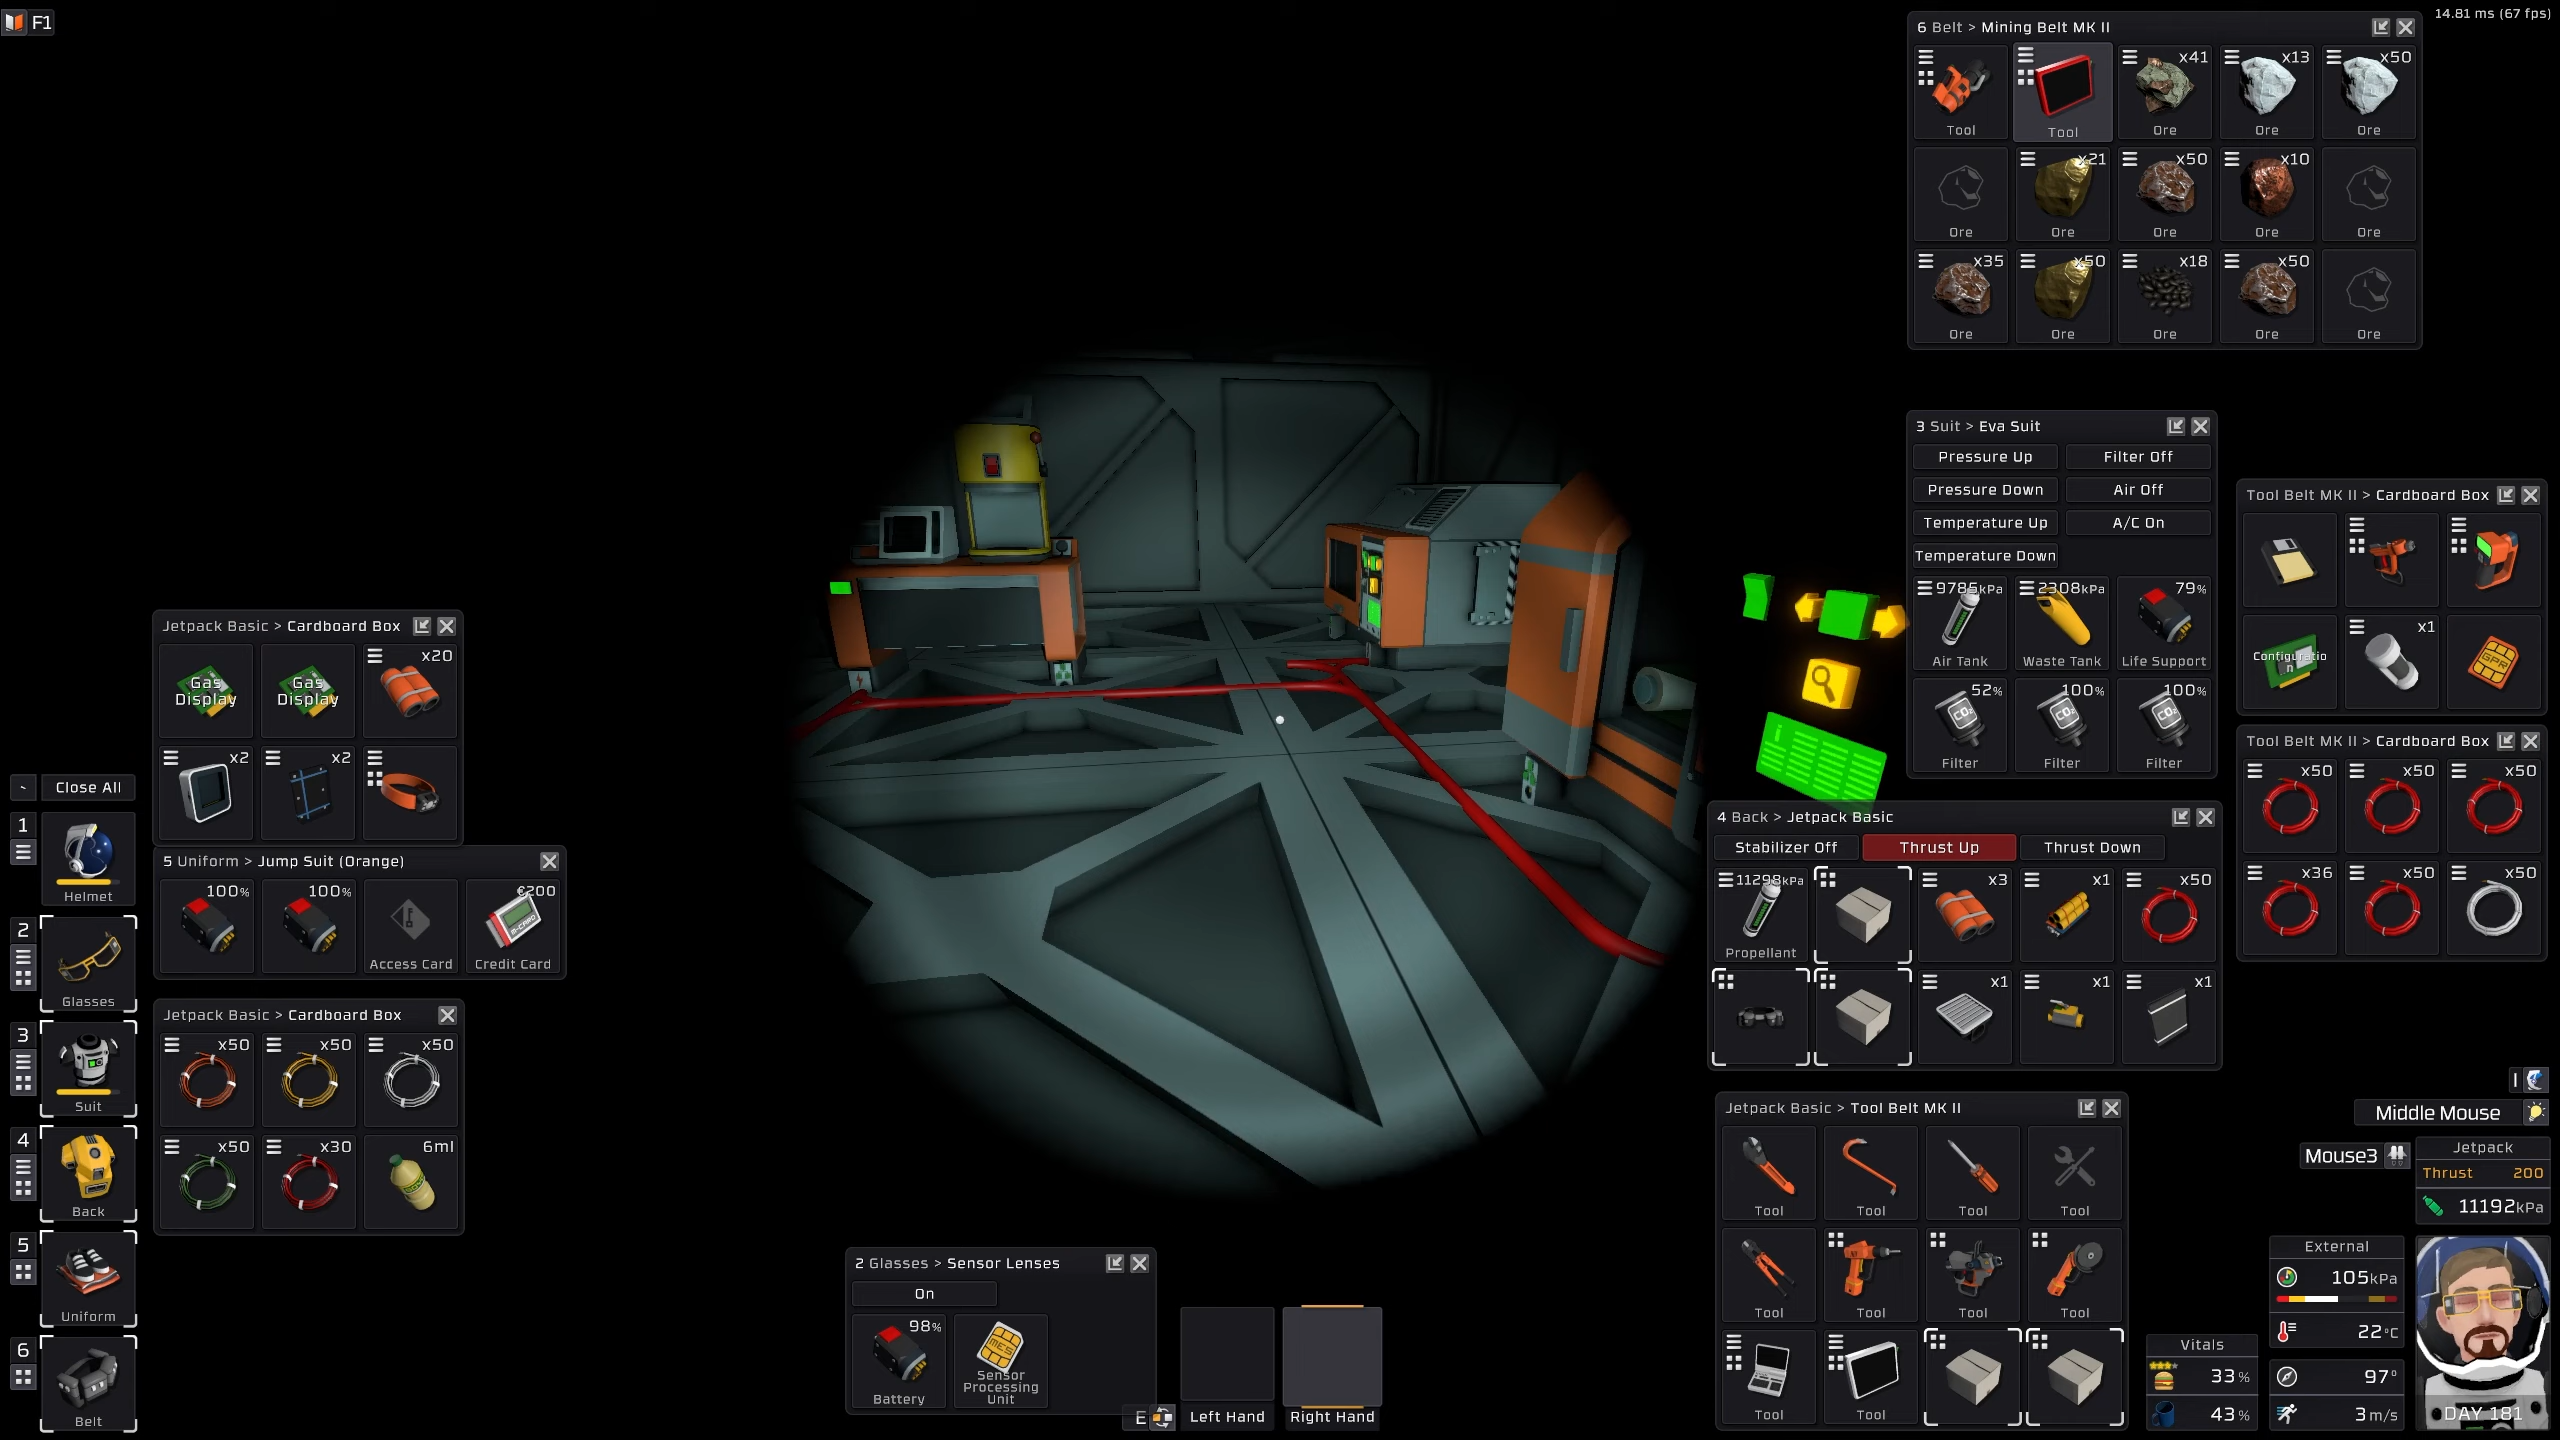 F1
14.81 ms (67 fps)
6 Belt > Mining Belt MK II
x41 x13 x50
Tool Tool Ore Ore Ore
x21 x50 x10
Ore Ore Ore Ore Ore
x35 x50 x18 x50
Ore Ore Ore Ore Ore
3 Suit > Eva Suit
Pressure Up Filter Off
Pressure Down Air Off
Temperature Up A/C On
Temperature Down
9785kPa 2308kPa 79%
Air Tank Waste Tank Life Support
52% 100% 100%
CO₂ CO₂ CO₂
Filter Filter Filter
Tool Belt MK II > Cardboard Box
Configuration
x1
GPR
Tool Belt MK II > Cardboard Box
x50 x50 x50
x36 x50 x50
Jetpack Basic > Cardboard Box
Gas Display
Gas Display
x20
x2 x2
5 Uniform > Jump Suit (Orange)
100% 100% €200
Access Card Credit Card
Jetpack Basic > Cardboard Box
x50 x50 x50
x50 x30 6ml
~ Close All
1
Helmet
2
Glasses
3
Suit
4
Back
5
Uniform
6
Belt
4 Back > Jetpack Basic
Stabilizer Off Thrust Up Thrust Down
11298kPa x3 x1 x50
Propellant
x1 x1 x1
Jetpack Basic > Tool Belt MK II
Tool Tool Tool Tool
Tool Tool Tool Tool
Tool Tool
2 Glasses > Sensor Lenses
On
98%
Battery
MES
Sensor
Processing
Unit
E
Left Hand
Right Hand
I
Middle Mouse
Mouse3
Jetpack
Thrust 200
11192kPa
External
105kPa
22°C
97°
3m/s
Vitals
33%
43%
DAY 181